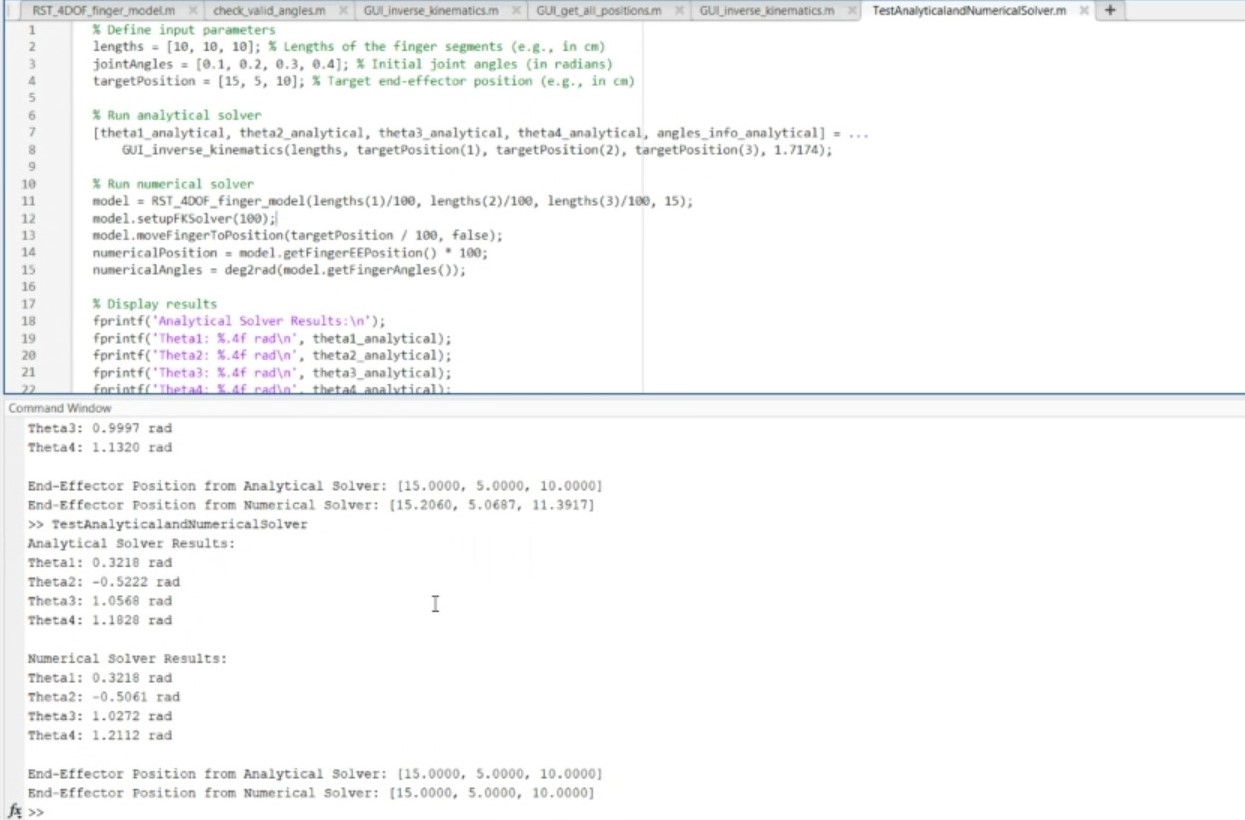 RST_4DOF_finger_model.m × check_valid_angles.m × GUI_inverse_kinematics.m × GUI_get_all_positions.m × GUI_inverse_kinematics.m × TestAnalyticalandNumericalSolver.m × +
1 % Define input parameters
2 lengths = [10, 10, 10]; % Lengths of the finger segments (e.g., in cm)
3 jointAngles = [0.1, 0.2, 0.3, 0.4]; % Initial joint angles (in radians)
4 targetPosition = [15, 5, 10]; % Target end-effector position (e.g., in cm)
5
6 % Run analytical solver
7 [theta1_analytical, theta2_analytical, theta3_analytical, theta4_analytical, angles_info_analytical] = ...
8 GUI_inverse_kinematics(lengths, targetPosition(1), targetPosition(2), targetPosition(3), 1.7174);
9
10 % Run numerical solver
11 model = RST_4DOF_finger_model(lengths(1)/100, lengths(2)/100, lengths(3)/100, 15);
12 model.setupFKSolver(100);
13 model.moveFingerToPosition(targetPosition / 100, false);
14 numericalPosition = model.getFingerEEPosition() * 100;
15 numericalAngles = deg2rad(model.getFingerAngles());
16
17 % Display results
18 fprintf('Analytical Solver Results:\n');
19 fprintf('Theta1: %.4f rad\n', theta1_analytical);
20 fprintf('Theta2: %.4f rad\n', theta2_analytical);
21 fprintf('Theta3: %.4f rad\n', theta3_analytical);
22 fprintf('Theta4: %.4f rad\n', theta4_analytical);
Command Window
Theta3: 0.9997 rad
Theta4: 1.1320 rad
End-Effector Position from Analytical Solver: [15.0000, 5.0000, 10.0000]
End-Effector Position from Numerical Solver: [15.2060, 5.0687, 11.3917]
>> TestAnalyticalandNumericalSolver
Analytical Solver Results:
Theta1: 0.3218 rad
Theta2: -0.5222 rad
Theta3: 1.0568 rad
Theta4: 1.1828 rad
Numerical Solver Results:
Theta1: 0.3218 rad
Theta2: -0.5061 rad
Theta3: 1.0272 rad
Theta4: 1.2112 rad
End-Effector Position from Analytical Solver: [15.0000, 5.0000, 10.0000]
End-Effector Position from Numerical Solver: [15.0000, 5.0000, 10.0000]
fx >>